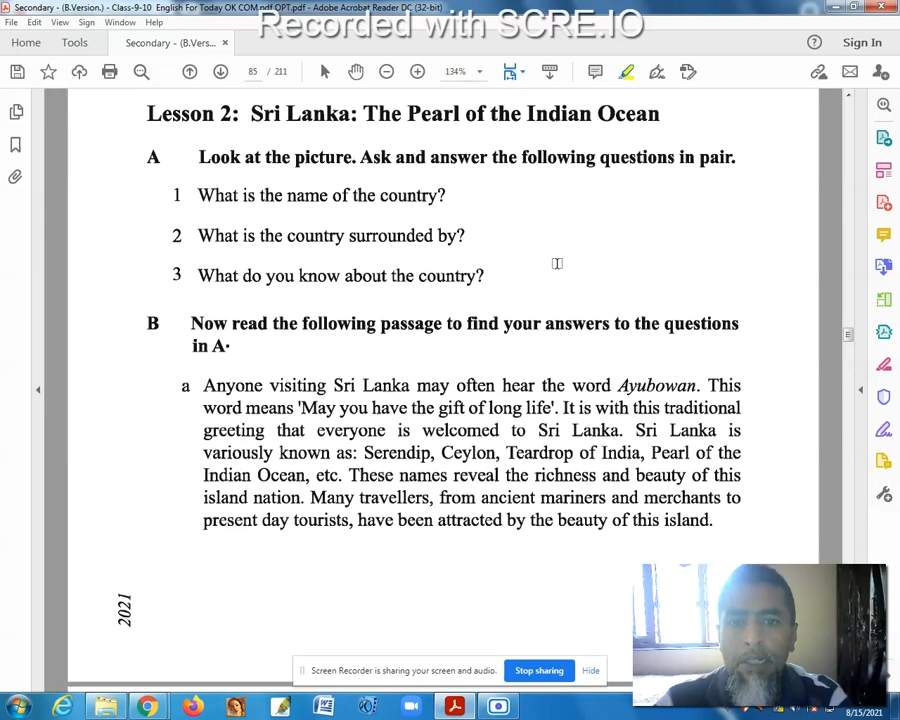 Secondary - (B.Version.) - Class-9-10 English For Today OK COM.pdf OPT.pdf - Adobe Acrobat Reader DC (32-bit)
Edit View Sign Window Help
Recorded with SCRE.IO
Home Tools Secondary - (B.Vers... × Sign In
85 / 211 134%
Lesson 2: Sri Lanka: The Pearl of the Indian Ocean
A Look at the picture. Ask and answer the following questions in pair.
1 What is the name of the country?
2 What is the country surrounded by?
3 What do you know about the country?
B Now read the following passage to find your answers to the questions
in A·
a Anyone visiting Sri Lanka may often hear the word Ayubowan. This
word means 'May you have the gift of long life'. It is with this traditional
greeting that everyone is welcomed to Sri Lanka. Sri Lanka is
variously known as: Serendip, Ceylon, Teardrop of India, Pearl of the
Indian Ocean, etc. These names reveal the richness and beauty of this
island nation. Many travellers, from ancient mariners and merchants to
present day tourists, have been attracted by the beauty of this island.
2021
Screen Recorder is sharing your screen and audio. Stop sharing Hide
8/15/2021